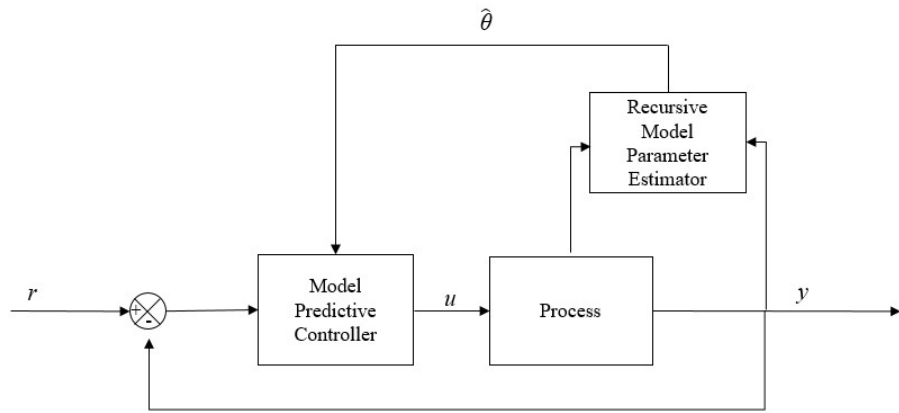 θ̂
Recursive
Model
Parameter
Estimator
r
+
-
Model
Predictive
Controller
u
Process
y